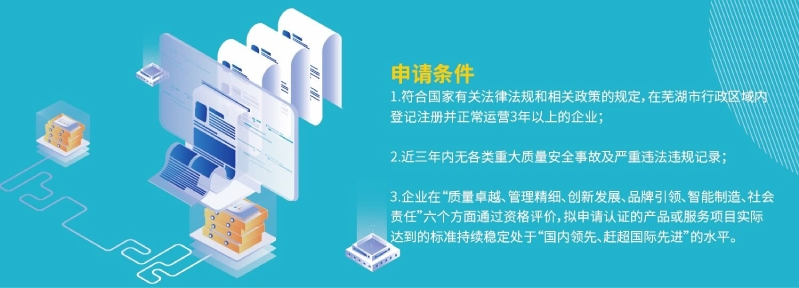 申请条件
1.符合国家有关法律法规和相关政策的规定，在芜湖市行政区域内
登记注册并正常运营3年以上的企业；
2.近三年内无各类重大质量安全事故及严重违法违规记录；
3.企业在“质量卓越、管理精细、创新发展、品牌引领、智能制造、社会
责任”六个方面通过资格评价，拟申请认证的产品或服务项目实际
达到的标准持续稳定处于“国内领先、赶超国际先进”的水平。